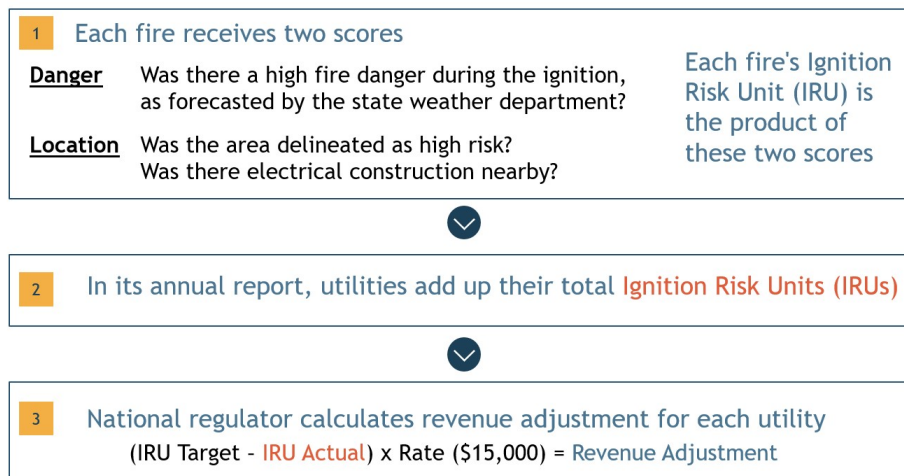 1 Each fire receives two scores
Danger Was there a high fire danger during the ignition,
as forecasted by the state weather department?
Location Was the area delineated as high risk?
Was there electrical construction nearby?
Each fire's Ignition
Risk Unit (IRU) is
the product of
these two scores
2 In its annual report, utilities add up their total Ignition Risk Units (IRUs)
3 National regulator calculates revenue adjustment for each utility
(IRU Target - IRU Actual) x Rate ($15,000) = Revenue Adjustment